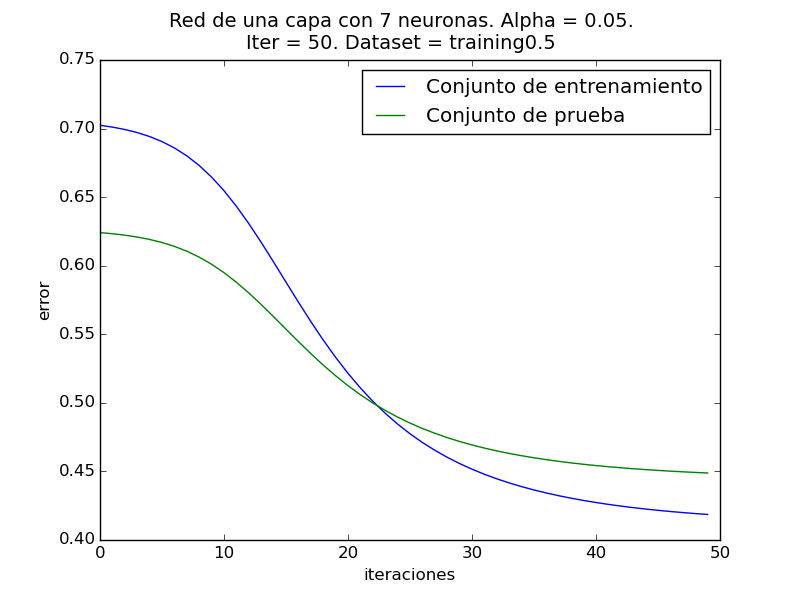 Red de una capa con 7 neuronas. Alpha = 0.05.
Iter = 50. Dataset = training0.5
Conjunto de entrenamiento
Conjunto de prueba
error
0.75
0.70
0.65
0.60
0.55
0.50
0.45
0.40
0 10 20 30 40 50
iteraciones